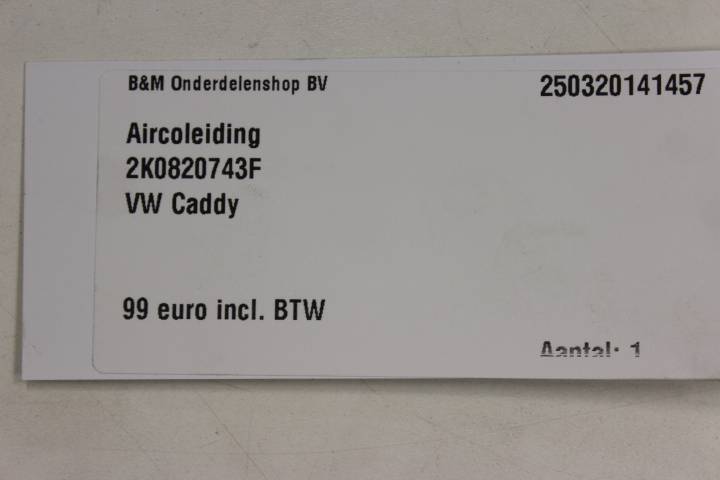 B&M Onderdelenshop BV
250320141457
Aircoleiding
2K0820743F
VW Caddy
99 euro incl. BTW
Aantal: 1